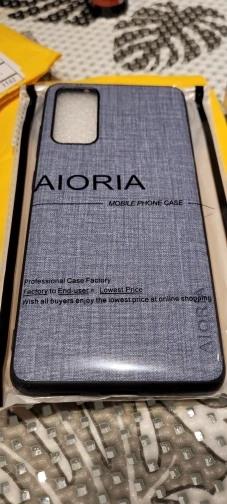 AIORIA
MOBILE PHONE CASE
Professional Case Factory
Factory to End-user = Lowest Price
Wish all buyers enjoy the lowest price at online shopping
AIORIA